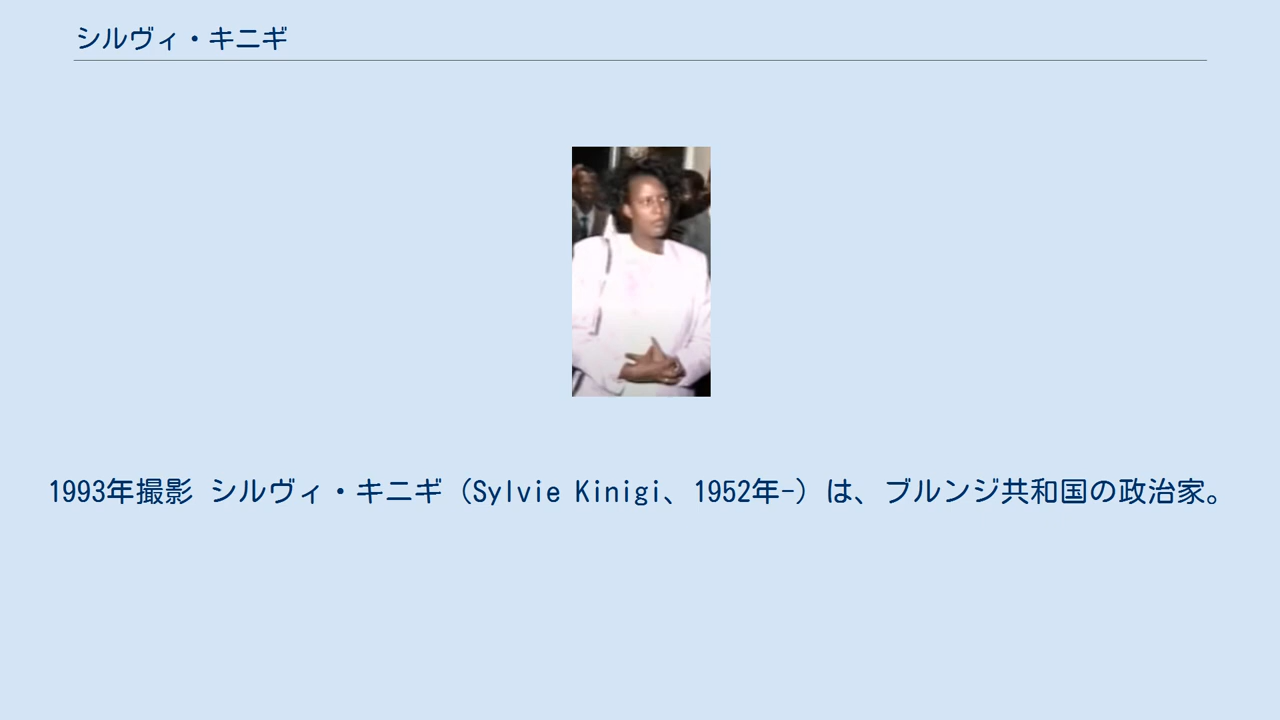 シルヴィ・キニギ
1993年撮影 シルヴィ・キニギ（Sylvie Kinigi、1952年-）は、ブルンジ共和国の政治家。